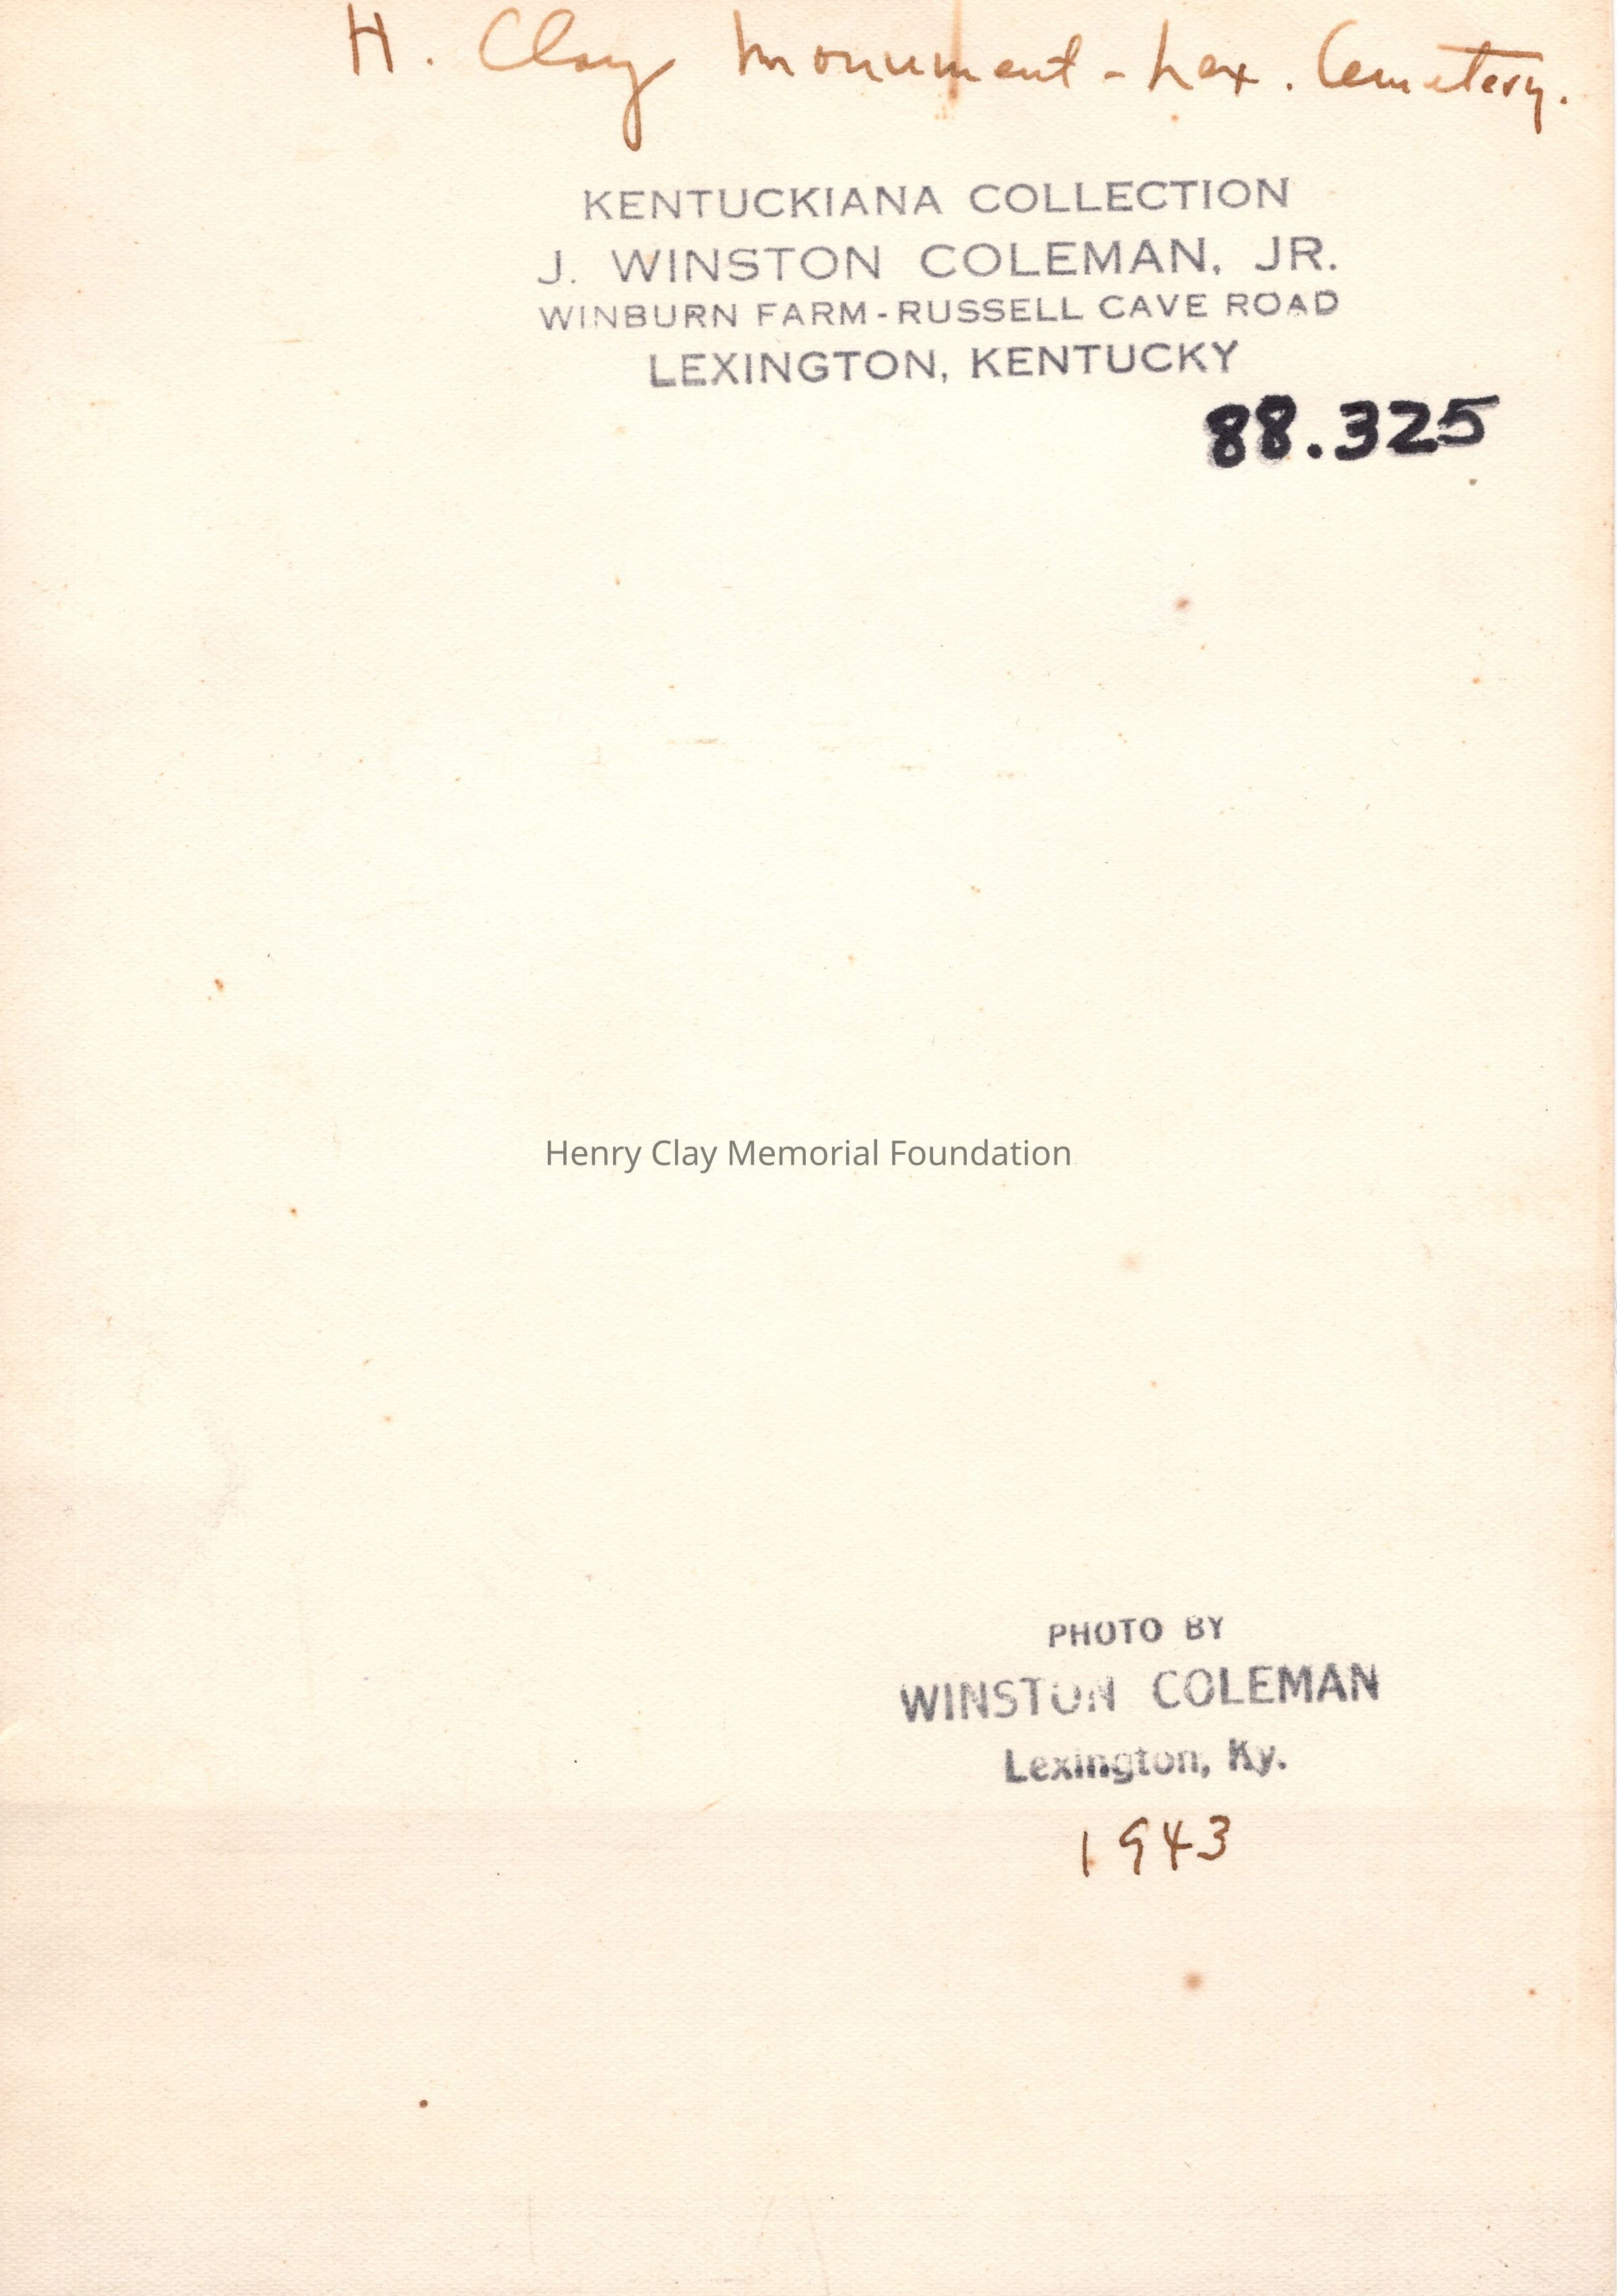 H. Clay Monument - Lex. Cemetery.
KENTUCKIANA COLLECTION
J. WINSTON COLEMAN, JR.
WINBURN FARM - RUSSELL CAVE ROAD
LEXINGTON, KENTUCKY
88.325
Henry Clay Memorial Foundation
PHOTO BY
WINSTON COLEMAN
Lexington, Ky.
1943